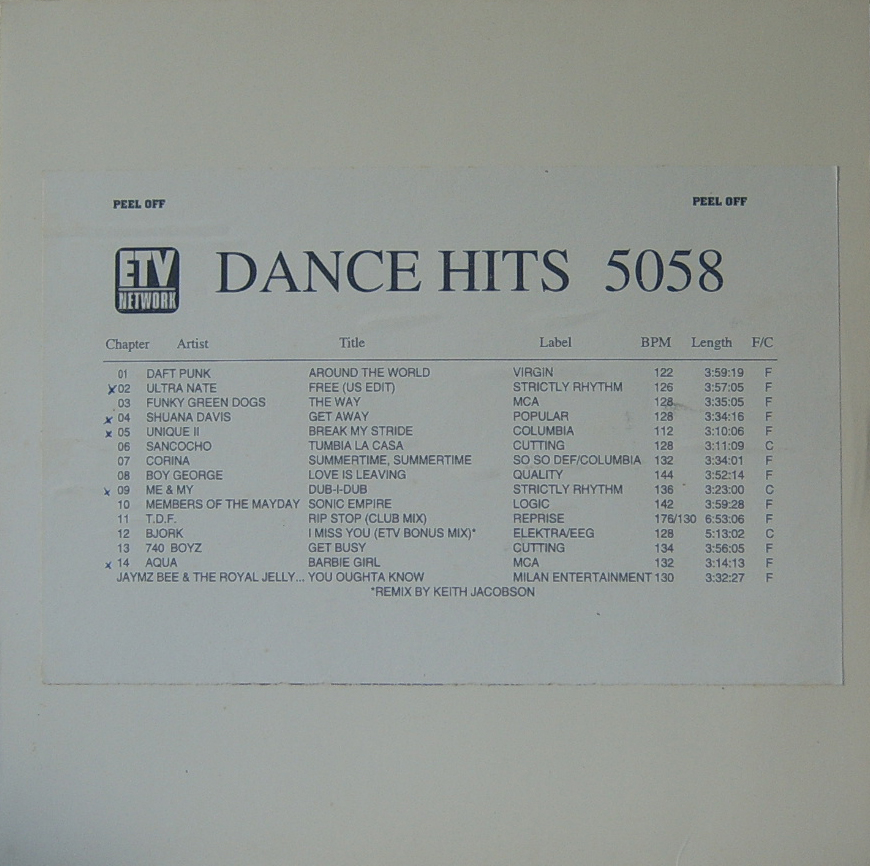 PEEL OFF PEEL OFF
ETV NETWORK DANCE HITS 5058
Chapter Artist Title Label BPM Length F/C
01 DAFT PUNK AROUND THE WORLD VIRGIN 122 3:59:19 F
x02 ULTRA NATE FREE (US EDIT) STRICTLY RHYTHM 126 3:57:05 F
03 FUNKY GREEN DOGS THE WAY MCA 128 3:35:05 F
x 04 SHUANA DAVIS GET AWAY POPULAR 128 3:34:16 F
x 05 UNIQUE II BREAK MY STRIDE COLUMBIA 112 3:10:06 F
06 SANCOCHO TUMBIA LA CASA CUTTING 128 3:11:09 C
07 CORINA SUMMERTIME, SUMMERTIME SO SO DEF/COLUMBIA 132 3:34:01 F
08 BOY GEORGE LOVE IS LEAVING QUALITY 144 3:52:14 F
x 09 ME & MY DUB-I-DUB STRICTLY RHYTHM 136 3:23:00 C
10 MEMBERS OF THE MAYDAY SONIC EMPIRE LOGIC 142 3:59:28 F
11 T.D.F. RIP STOP (CLUB MIX) REPRISE 176/130 6:53:06 F
12 BJORK I MISS YOU (ETV BONUS MIX)* ELEKTRA/EEG 128 5:13:02 C
13 740 BOYZ GET BUSY CUTTING 134 3:56:05 F
x 14 AQUA BARBIE GIRL MCA 132 3:14:13 F
JAYMZ BEE & THE ROYAL JELLY... YOU OUGHTA KNOW MILAN ENTERTAINMENT 130 3:32:27 F
*REMIX BY KEITH JACOBSON